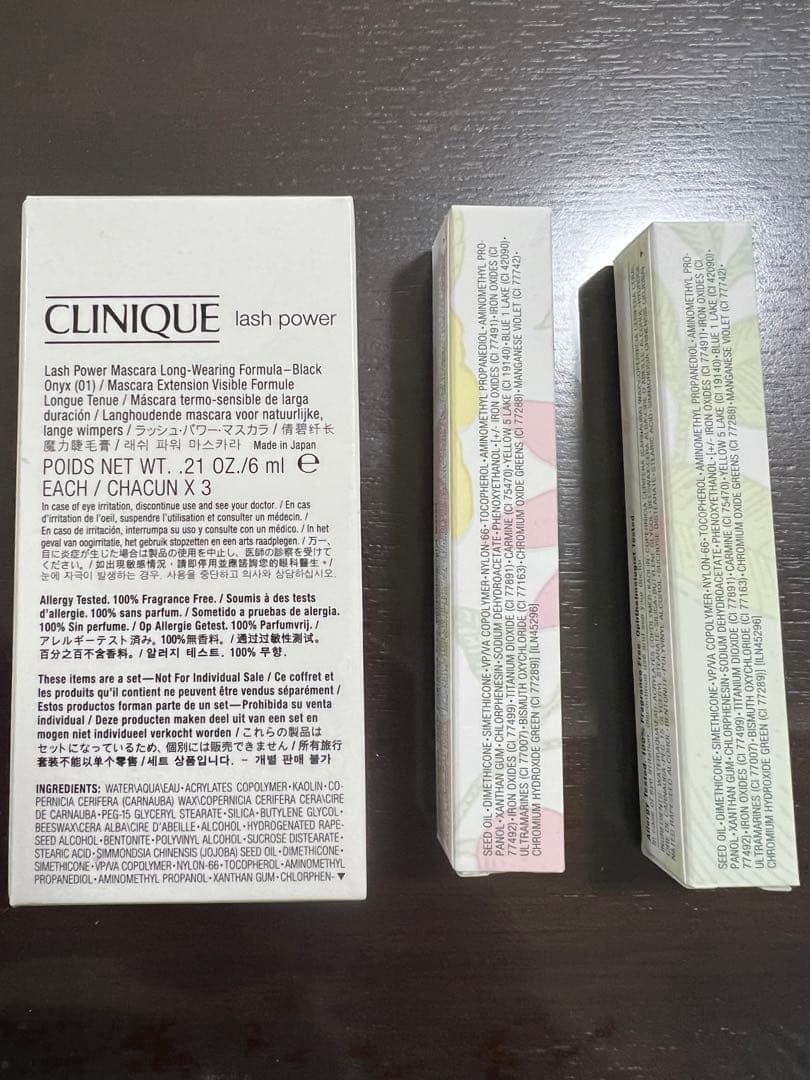 CLINIQUE lash power
Lash Power Mascara Long-Wearing Formula–Black
Onyx (01) / Mascara Extension Visible Formule
Longue Tenue / Máscara termo-sensible de larga
duración / Langhoudende mascara voor natuurlijke,
lange wimpers / ラッシュ・パワー・マスカラ / 倩碧纤长
魔力睫毛膏 / 래쉬 파워 마스카라 Made in Japan
POIDS NET WT. .21 OZ./6 ml ℮
EACH / CHACUN X 3
In case of eye irritation, discontinue use and see your doctor. / En cas
d'irritation de l'oeil, suspendre l'utilisation et consulter un médecin. /
En caso de irritación, interrumpa su uso y consulte con un médico. / In het
geval van oogirritatie, het gebruik stopzetten en een arts raadplegen. / 万一、
目に炎症が生じた場合は製品の使用を中止し、医師の診察を受けて
ください。/ 如出現敏感情況，請即停用並應諮詢您的眼科醫生。/
눈에 자극이 발생하는 경우, 사용을 중단하고 의사와 상담하십시오.
Allergy Tested. 100% Fragrance Free. / Soumis à des tests
d'allergie. 100% sans parfum. / Sometido a pruebas de alergia.
100% Sin perfume. / Op Allergie Getest. 100% Parfumvrij. /
アレルギーテスト済み。100%無香料。/ 通过过敏性测试。
百分之百不含香料。/ 알러지 테스트. 100% 무향.
These items are a set—Not For Individual Sale / Ce coffret et
les produits qu'il contient ne peuvent être vendus séparément /
Estos productos forman parte de un set—Prohibida su venta
individual / Deze producten maken deel uit van een set en
mogen niet individueel verkocht worden / これらの製品は
セットになっているため、個別には販売できません / 所有旅行
套装不能以单个零售 / 세트 상품입니다. - 개별 판매 불가
INGREDIENTS: WATER\AQUA\EAU•ACRYLATES COPOLYMER•KAOLIN•CO-
PERNICIA CERIFERA (CARNAUBA) WAX\COPERNICIA CERIFERA CERA\CIRE
DE CARNAUBA•PEG-15 GLYCERYL STEARATE•SILICA•BUTYLENE GLYCOL•
BEESWAX\CERA ALBA\CIRE D'ABEILLE•ALCOHOL•HYDROGENATED RAPE-
SEED ALCOHOL•BENTONITE•POLYVINYL ALCOHOL•SUCROSE DISTEARATE•
STEARIC ACID•SIMMONDSIA CHINENSIS (JOJOBA) SEED OIL•DIMETHICONE•
SIMETHICONE•VP/VA COPOLYMER•NYLON-66•TOCOPHEROL•AMINOMETHYL
PROPANEDIOL•AMINOMETHYL PROPANOL•XANTHAN GUM•CHLORPHEN-▼
SEED OIL•DIMETHICONE•SIMETHICONE•VP/VA COPOLYMER•NYLON-66•TOCOPHEROL•AMINOMETHYL PROPANEDIOL•AMINOMETHYL PRO-
PANOL•XANTHAN GUM•CHLORPHENESIN•SODIUM DEHYDROACETATE•PHENOXYETHANOL•[+/- IRON OXIDES (CI 77491)•IRON OXIDES (CI
77492)•IRON OXIDES (CI 77499)•TITANIUM DIOXIDE (CI 77891)•CARMINE (CI 75470)•YELLOW 5 LAKE (CI 19140)•BLUE 1 LAKE (CI 42090)•
ULTRAMARINES (CI 77007)•BISMUTH OXYCHLORIDE (CI 77163)•CHROMIUM OXIDE GREENS (CI 77288)•MANGANESE VIOLET (CI 77742)•
CHROMIUM HYDROXIDE GREEN (CI 77289)] [ILN45296]
Allergy Tested. 100% Fragrance Free. Ophthalmologist Tested.
SEED OIL•DIMETHICONE•SIMETHICONE•VP/VA COPOLYMER•NYLON-66•TOCOPHEROL•AMINOMETHYL PROPANEDIOL•AMINOMETHYL PRO-
PANOL•XANTHAN GUM•CHLORPHENESIN•SODIUM DEHYDROACETATE•PHENOXYETHANOL•[+/- IRON OXIDES (CI 77491)•IRON OXIDES (CI
77492)•IRON OXIDES (CI 77499)•TITANIUM DIOXIDE (CI 77891)•CARMINE (CI 75470)•YELLOW 5 LAKE (CI 19140)•BLUE 1 LAKE (CI 42090)•
ULTRAMARINES (CI 77007)•BISMUTH OXYCHLORIDE (CI 77163)•CHROMIUM OXIDE GREENS (CI 77288)•MANGANESE VIOLET (CI 77742)•
CHROMIUM HYDROXIDE GREEN (CI 77289)] [ILN45296]